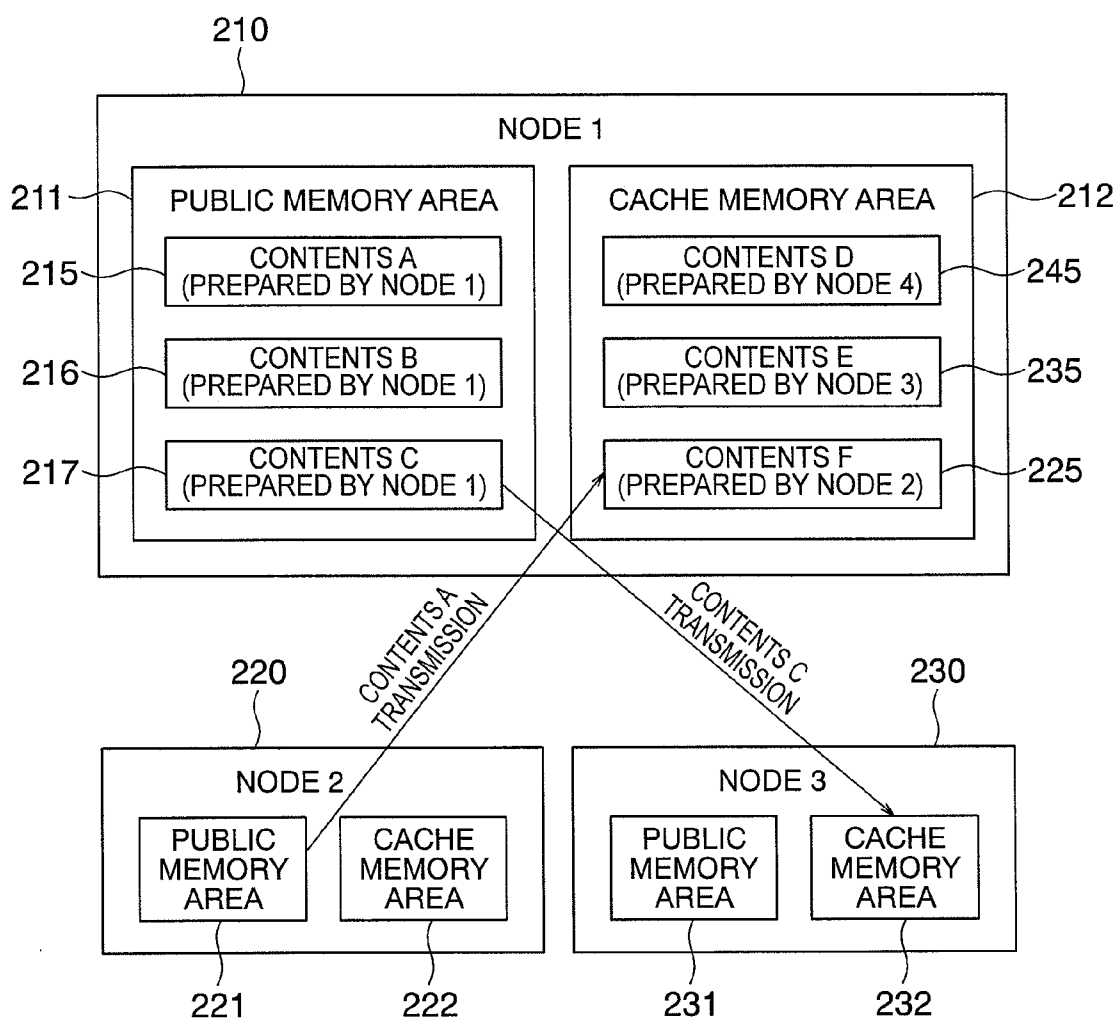 210
NODE 1
211
PUBLIC MEMORY AREA
CACHE MEMORY AREA
212
215
CONTENTS A
(PREPARED BY NODE 1)
CONTENTS D
(PREPARED BY NODE 4)
245
216
CONTENTS B
(PREPARED BY NODE 1)
CONTENTS E
(PREPARED BY NODE 3)
235
217
CONTENTS C
(PREPARED BY NODE 1)
CONTENTS F
(PREPARED BY NODE 2)
225
CONTENTS A
TRANSMISSION
CONTENTS C
TRANSMISSION
220
230
NODE 2
NODE 3
PUBLIC
MEMORY
AREA
CACHE
MEMORY
AREA
PUBLIC
MEMORY
AREA
CACHE
MEMORY
AREA
221
222
231
232